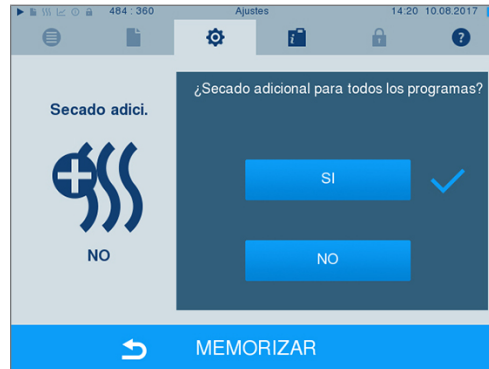 484 : 360 Ajustes 14:20 10.08.2017
Secado adici.
NO
¿Secado adicional para todos los programas?
SI
NO
MEMORIZAR